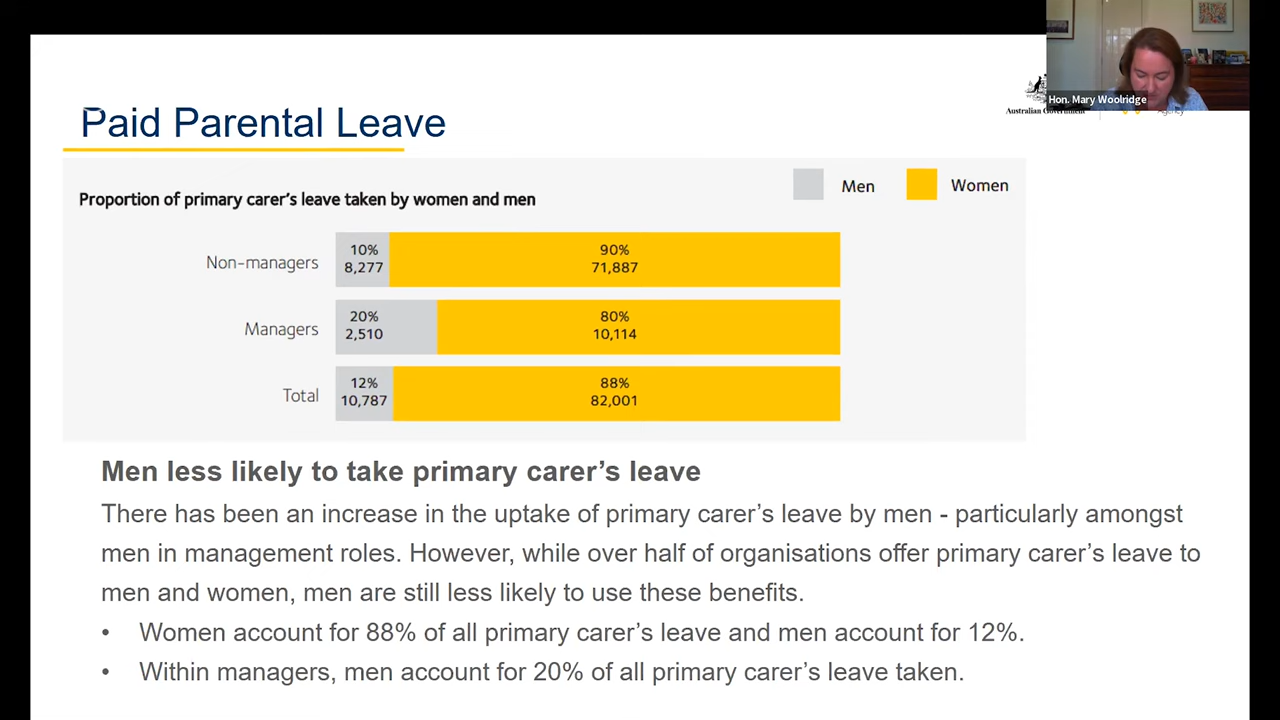 Hon. Mary Woolridge
Australian Government
Agency
Paid Parental Leave
Proportion of primary carer's leave taken by women and men
Men
Women
Non-managers
10%
8,277
90%
71,887
Managers
20%
2,510
80%
10,114
Total
12%
10,787
88%
82,001
Men less likely to take primary carer's leave
There has been an increase in the uptake of primary carer's leave by men - particularly amongst
men in management roles. However, while over half of organisations offer primary carer's leave to
men and women, men are still less likely to use these benefits.
• Women account for 88% of all primary carer's leave and men account for 12%.
• Within managers, men account for 20% of all primary carer's leave taken.